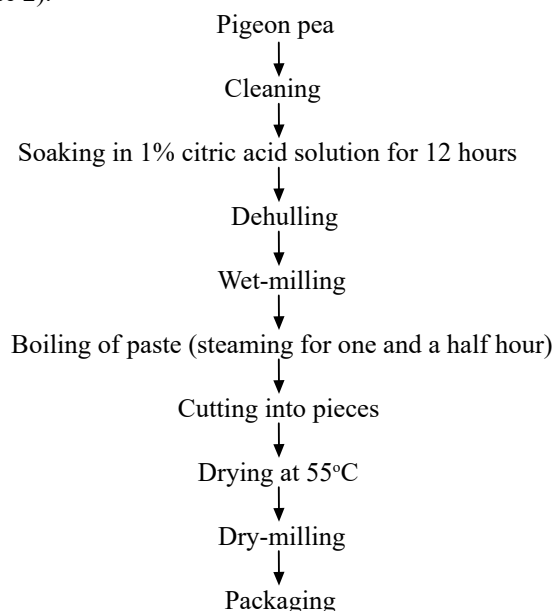 2).
Pigeon pea
Cleaning
Soaking in 1% citric acid solution for 12 hours
Dehulling
Wet-milling
Boiling of paste (steaming for one and a half hour)
Cutting into pieces
Drying at 55°C
Dry-milling
Packaging